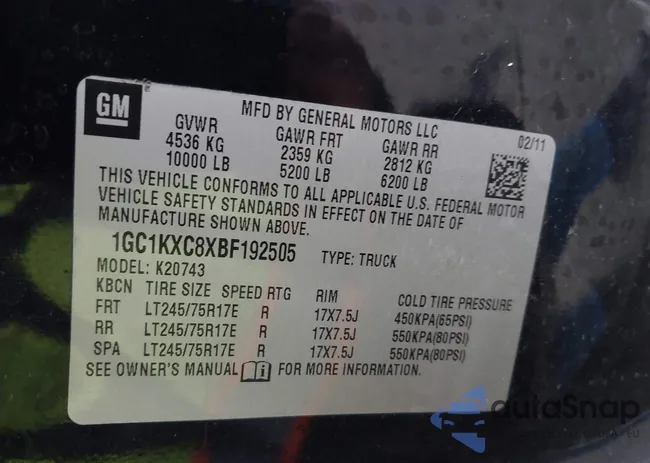 GM
MFD BY GENERAL MOTORS LLC
02/11
GVWR GAWR FRT GAWR RR
4536 KG 2359 KG 2812 KG
10000 LB 5200 LB 6200 LB
THIS VEHICLE CONFORMS TO ALL APPLICABLE U.S. FEDERAL MOTOR
VEHICLE SAFETY STANDARDS IN EFFECT ON THE DATE OF
MANUFACTURE SHOWN ABOVE.
1GC1KXC8XBF192505 TYPE: TRUCK
MODEL: K20743
KBCN TIRE SIZE SPEED RTG RIM COLD TIRE PRESSURE
FRT LT245/75R17E R 17X7.5J 450KPA(65PSI)
RR LT245/75R17E R 17X7.5J 550KPA(80PSI)
SPA LT245/75R17E R 17X7.5J 550KPA(80PSI)
SEE OWNER'S MANUAL FOR MORE INFORMATION.
autoSnap